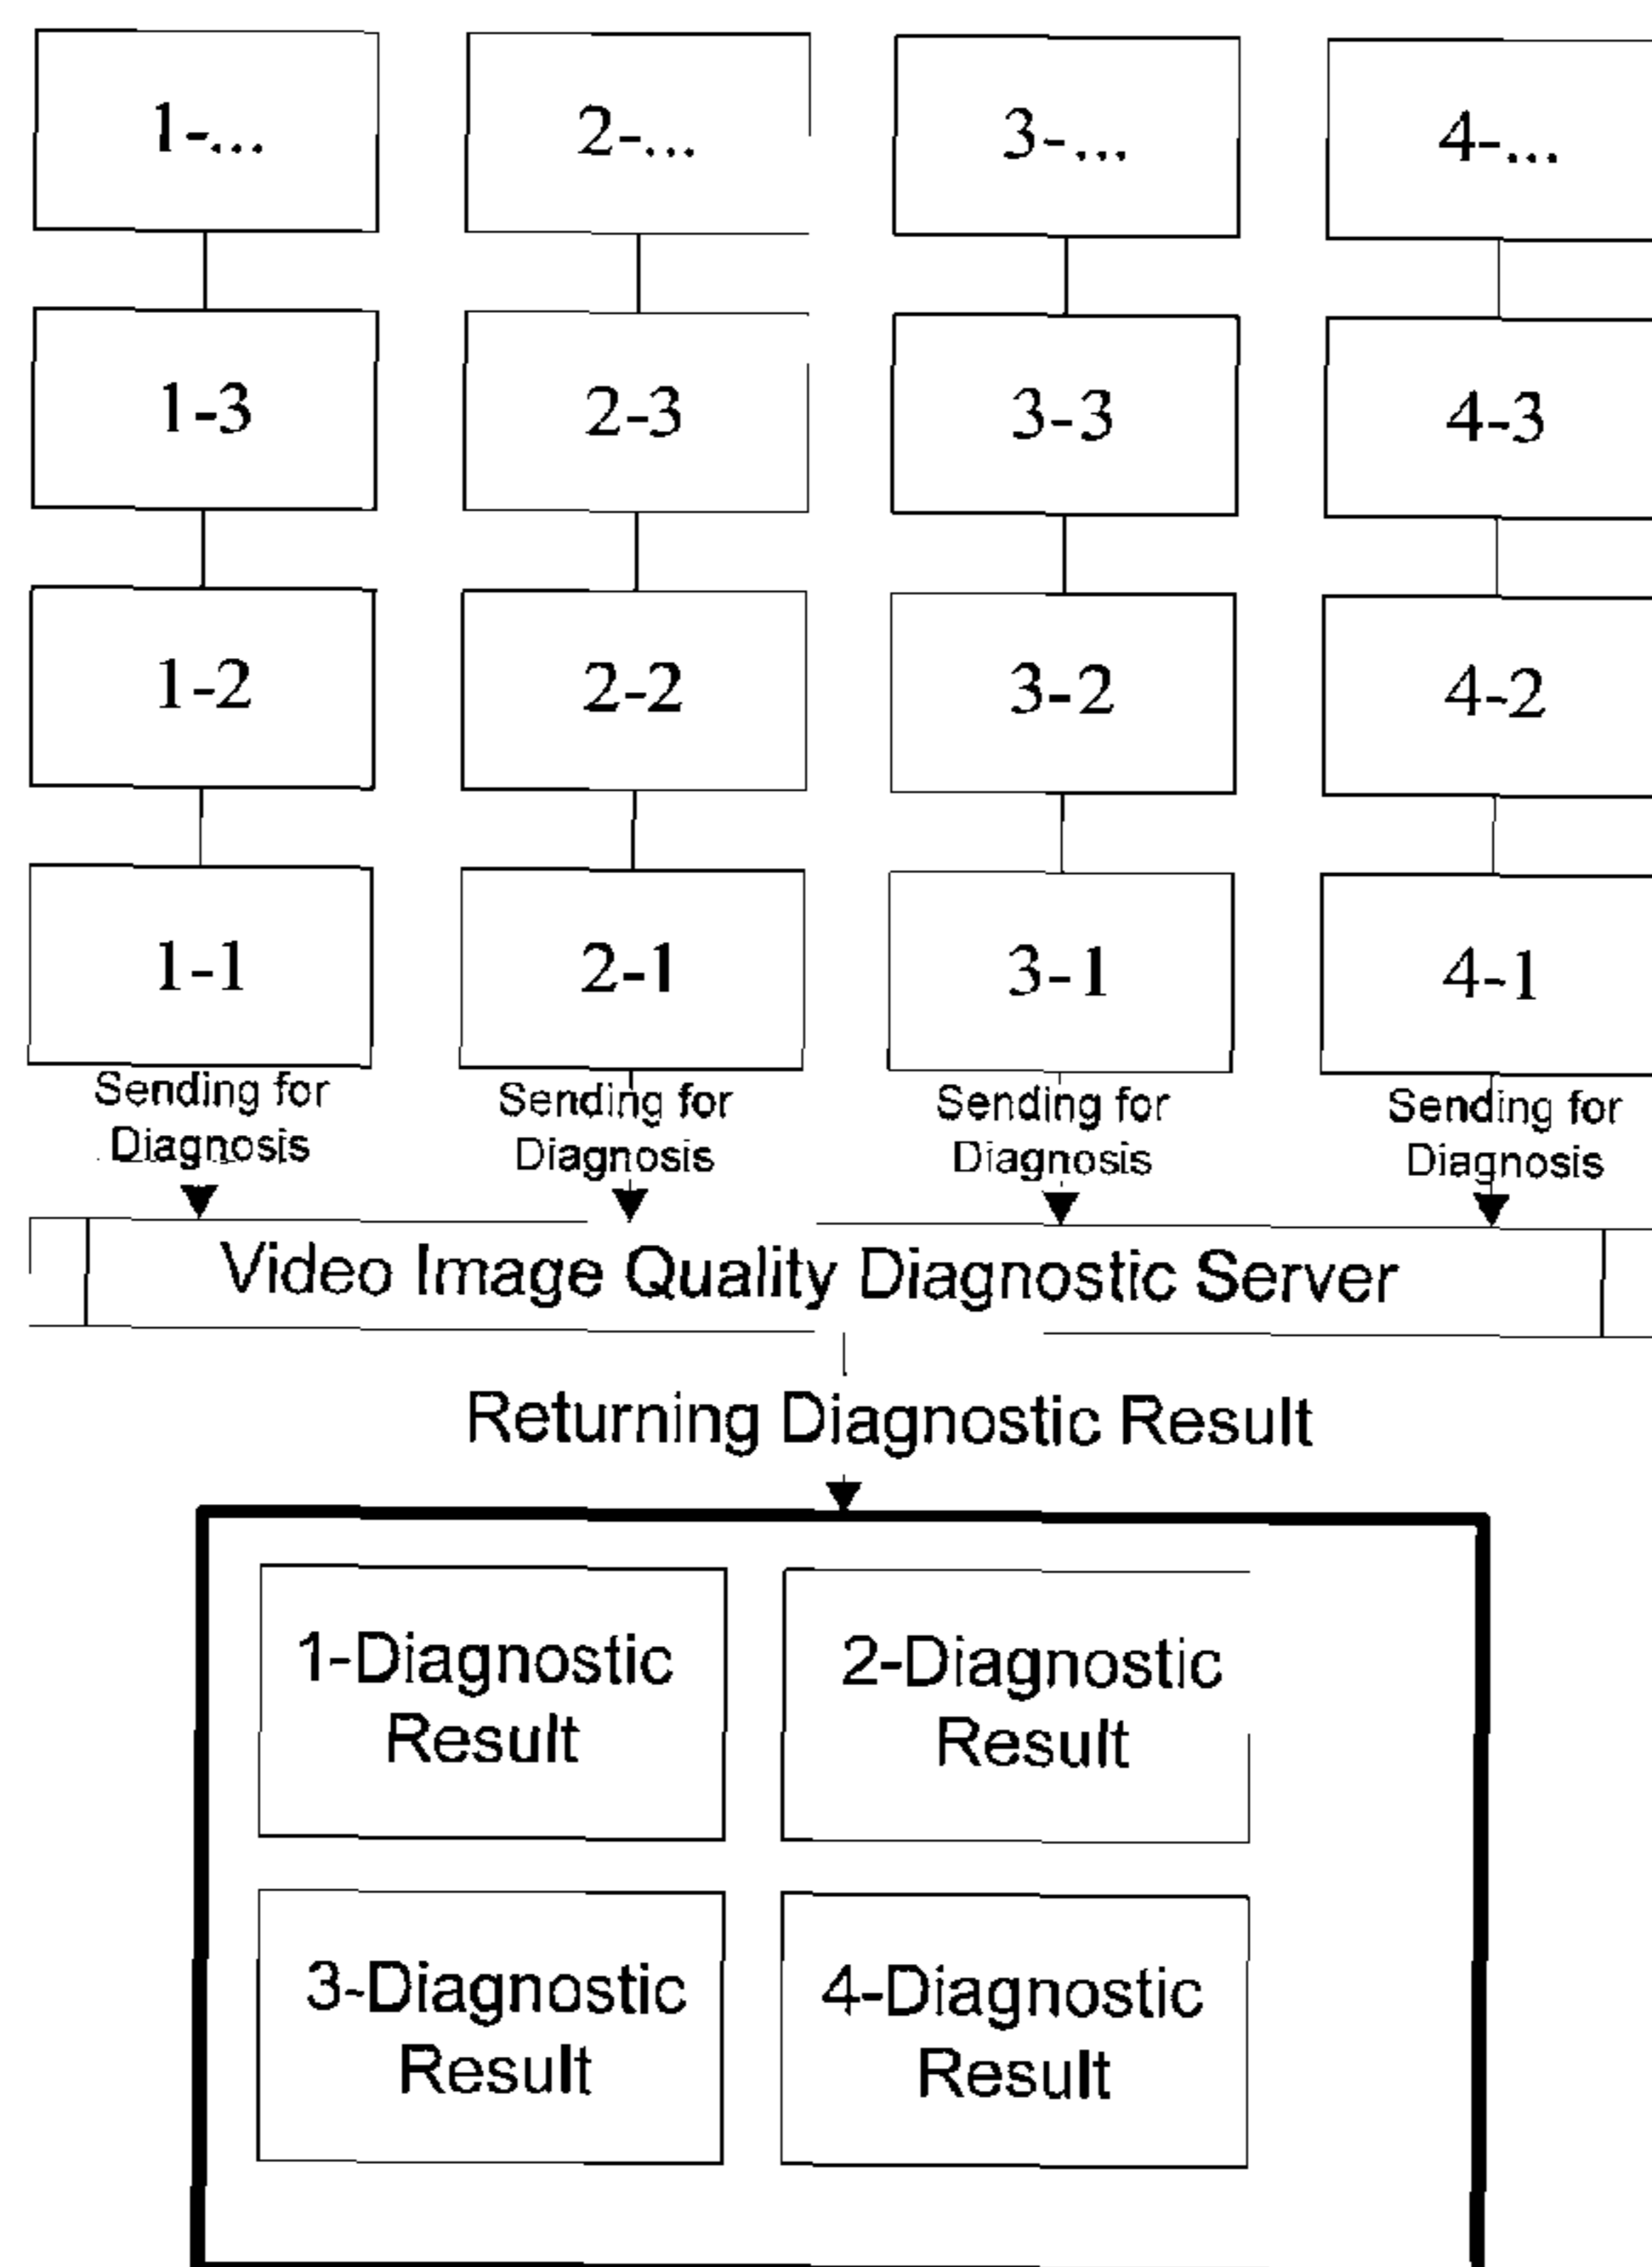 1-...
2-...
3-...
4-...
1-3
2-3
3-3
4-3
1-2
2-2
3-2
4-2
1-1
2-1
3-1
4-1
Sending for
Diagnosis
Sending for
Diagnosis
Sending for
Diagnosis
Sending for
Diagnosis
Video Image Quality Diagnostic Server
Returning Diagnostic Result
1-Diagnostic
Result
2-Diagnostic
Result
3-Diagnostic
Result
4-Diagnostic
Result